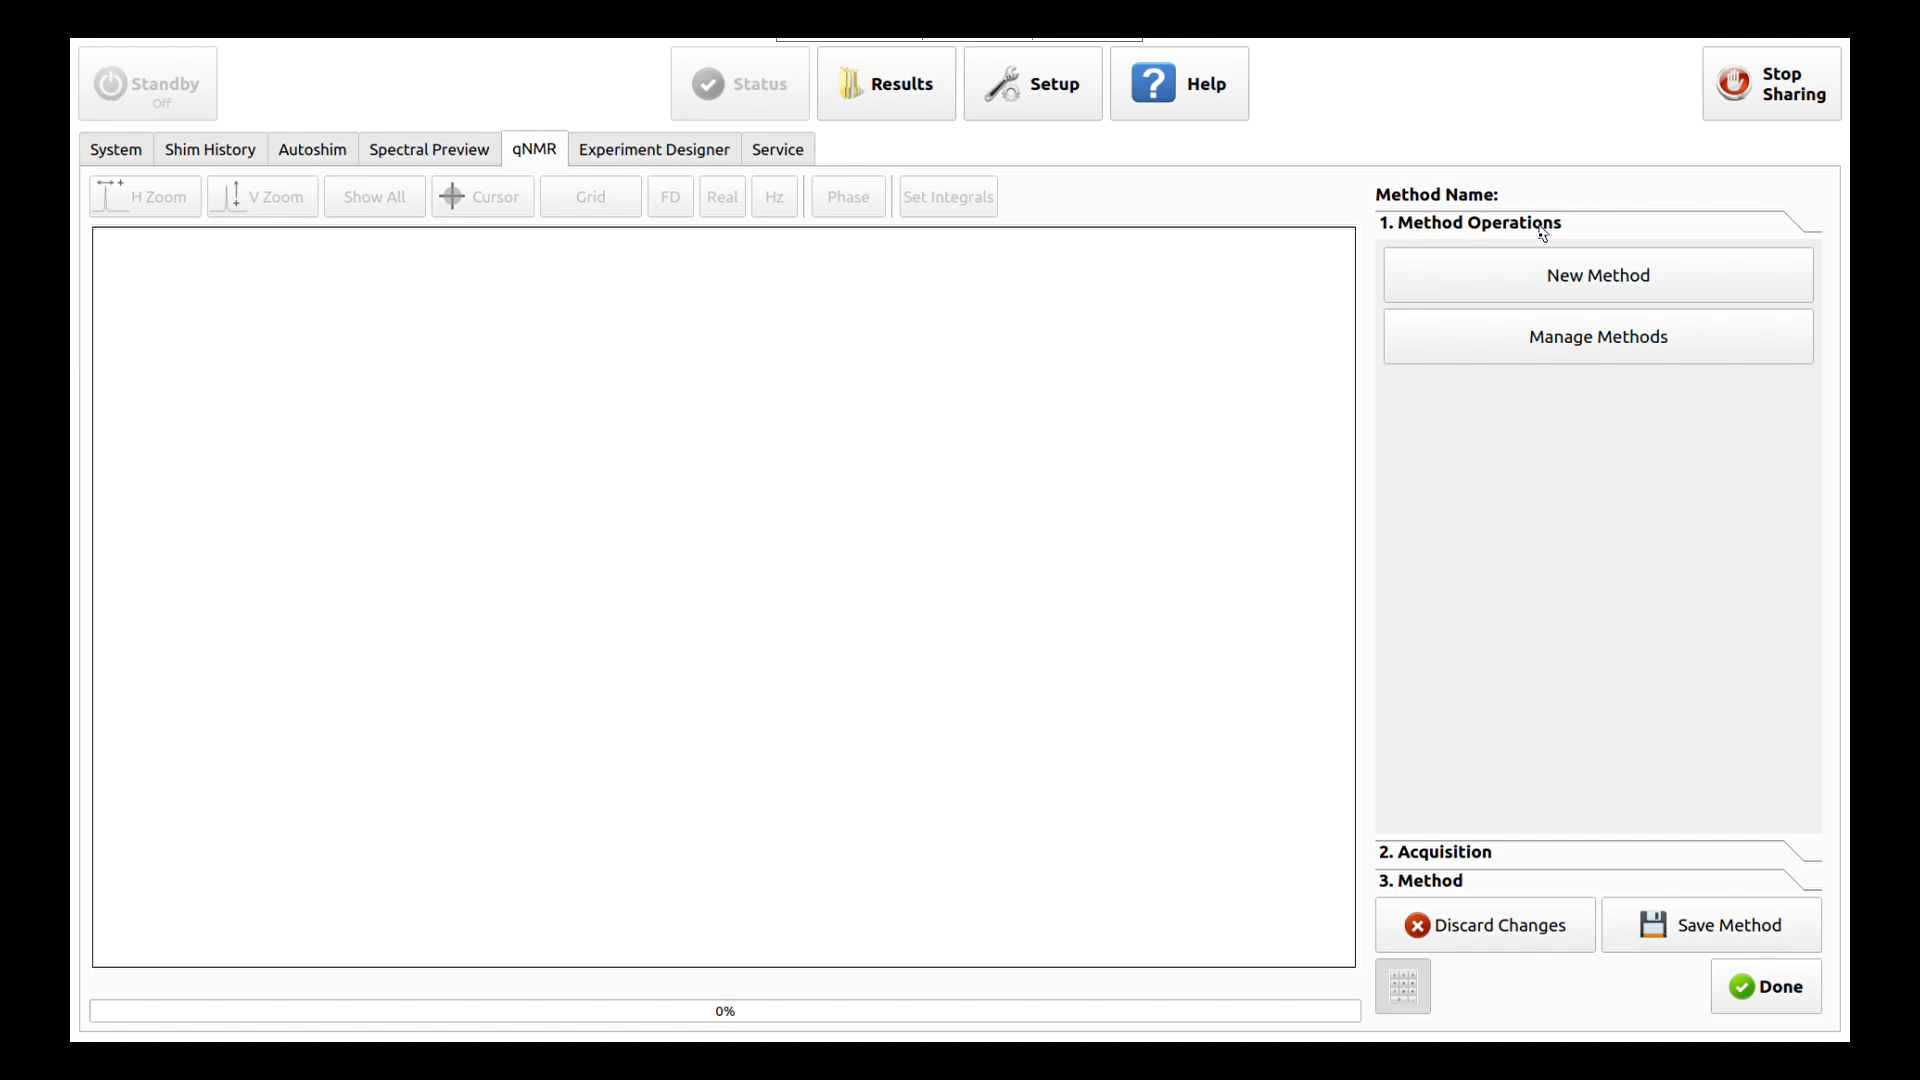 Standby
Off
Status
Results
Setup
Help
Stop
Sharing
System
Shim History
Autoshim
Spectral Preview
qNMR
Experiment Designer
Service
H Zoom
V Zoom
Show All
Cursor
Grid
FD
Real
Hz
Phase
Set Integrals
Method Name:
1. Method Operations
New Method
Manage Methods
2. Acquisition
3. Method
Discard Changes
Save Method
Done
0%